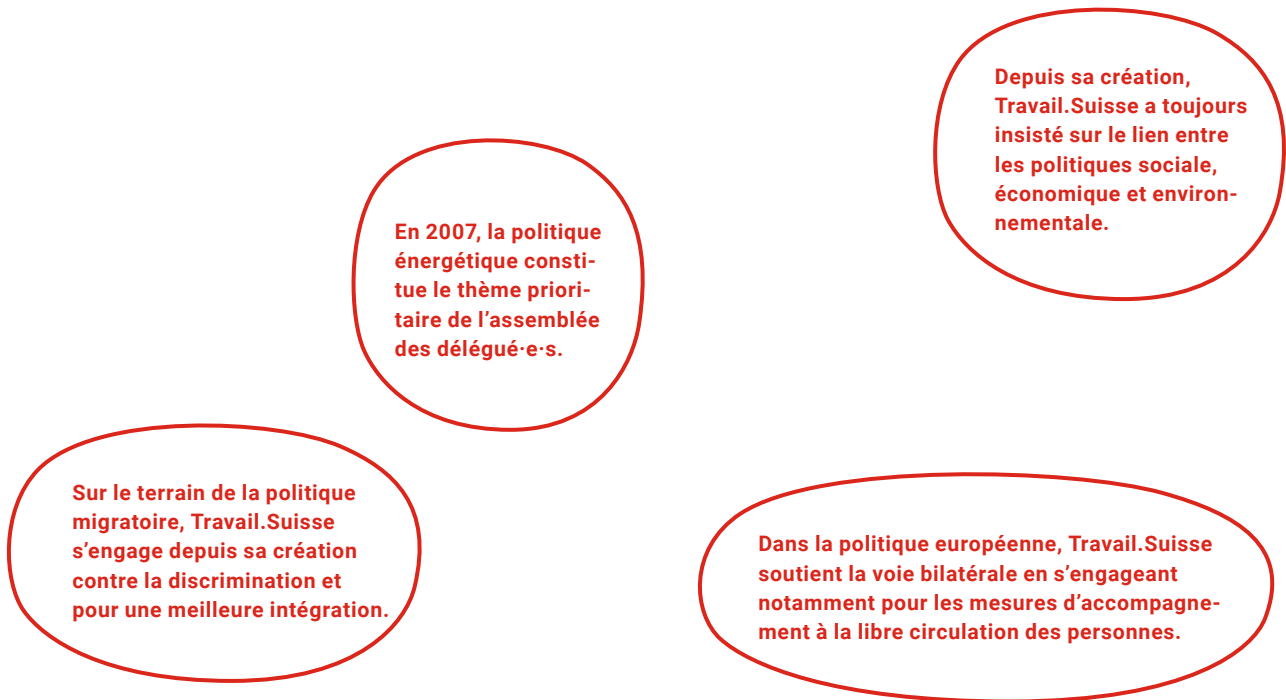 Depuis sa création,
Travail.Suisse a toujours
insisté sur le lien entre
les politiques sociale,
économique et environ-
nementale.
En 2007, la politique
énergétique consti-
tue le thème priori-
taire de l’assemblée
des délégué·e·s.
Sur le terrain de la politique
migratoire, Travail.Suisse
s’engage depuis sa création
contre la discrimination et
pour une meilleure intégration.
Dans la politique européenne, Travail.Suisse
soutient la voie bilatérale en s’engageant
notamment pour les mesures d’accompagne-
ment à la libre circulation des personnes.